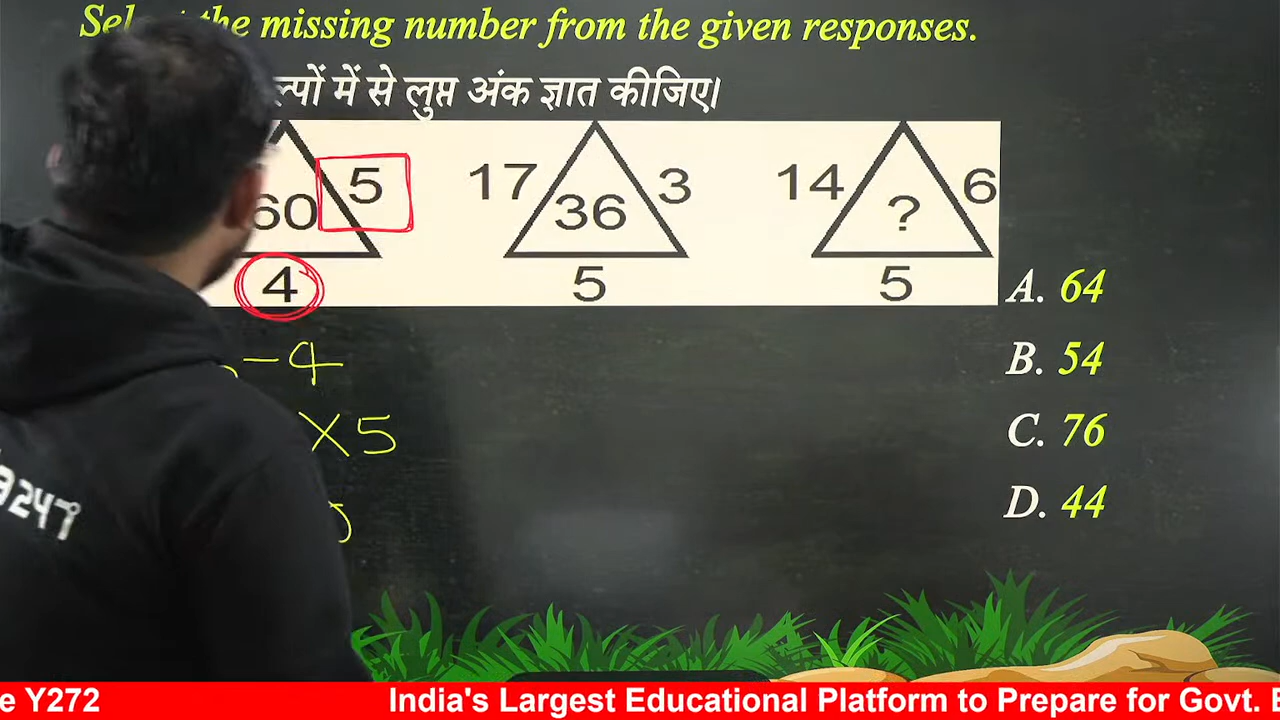 the missing number from the given responses.
में से लुप्त अंक ज्ञात कीजिए।
5 17 3 14 6
60 36 ?
4 5 5
A. 64
B. 54
C. 76
D. 44
-4
×5
247
e Y272 India's Largest Educational Platform to Prepare for Govt.